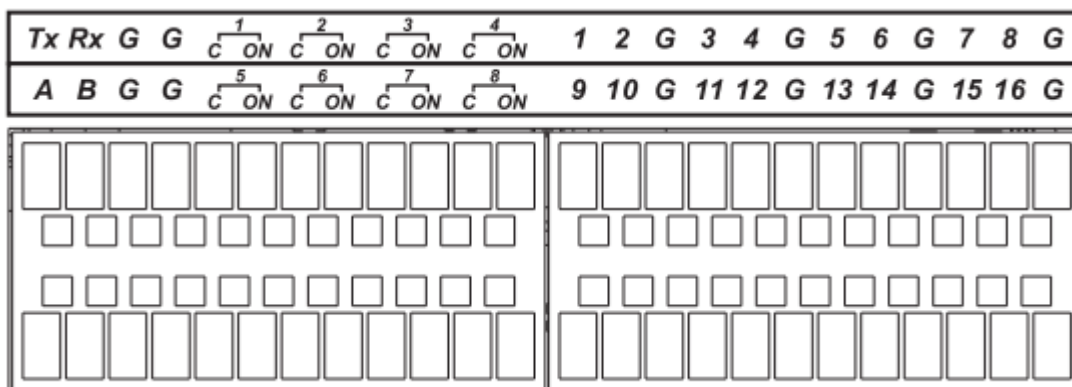 1 2 3 4
Tx Rx G G C ON C ON C ON C ON 1 2 G 3 4 G 5 6 G 7 8 G
5 6 7 8
A B G G C ON C ON C ON C ON 9 10 G 11 12 G 13 14 G 15 16 G